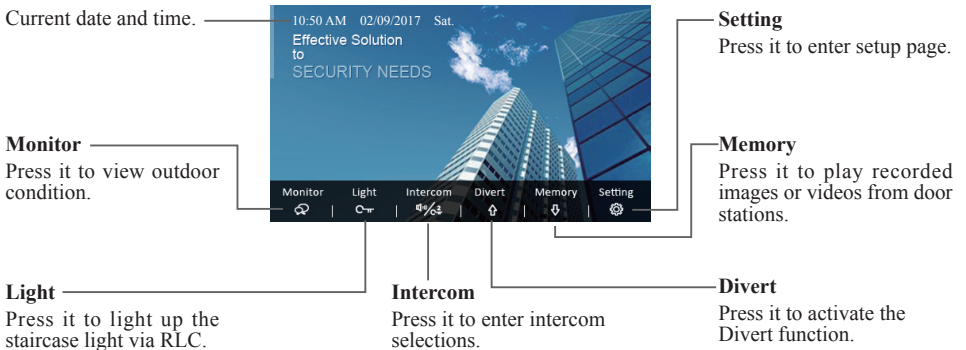 Current date and time.
10:50 AM 02/09/2017 Sat.
Effective Solution
to
SECURITY NEEDS
Setting
Press it to enter setup page.
Monitor
Press it to view outdoor
condition.
Memory
Press it to play recorded
images or videos from door
stations.
Monitor Light Intercom Divert Memory Setting
Light
Press it to light up the
staircase light via RLC.
Intercom
Press it to enter intercom
selections.
Divert
Press it to activate the
Divert function.